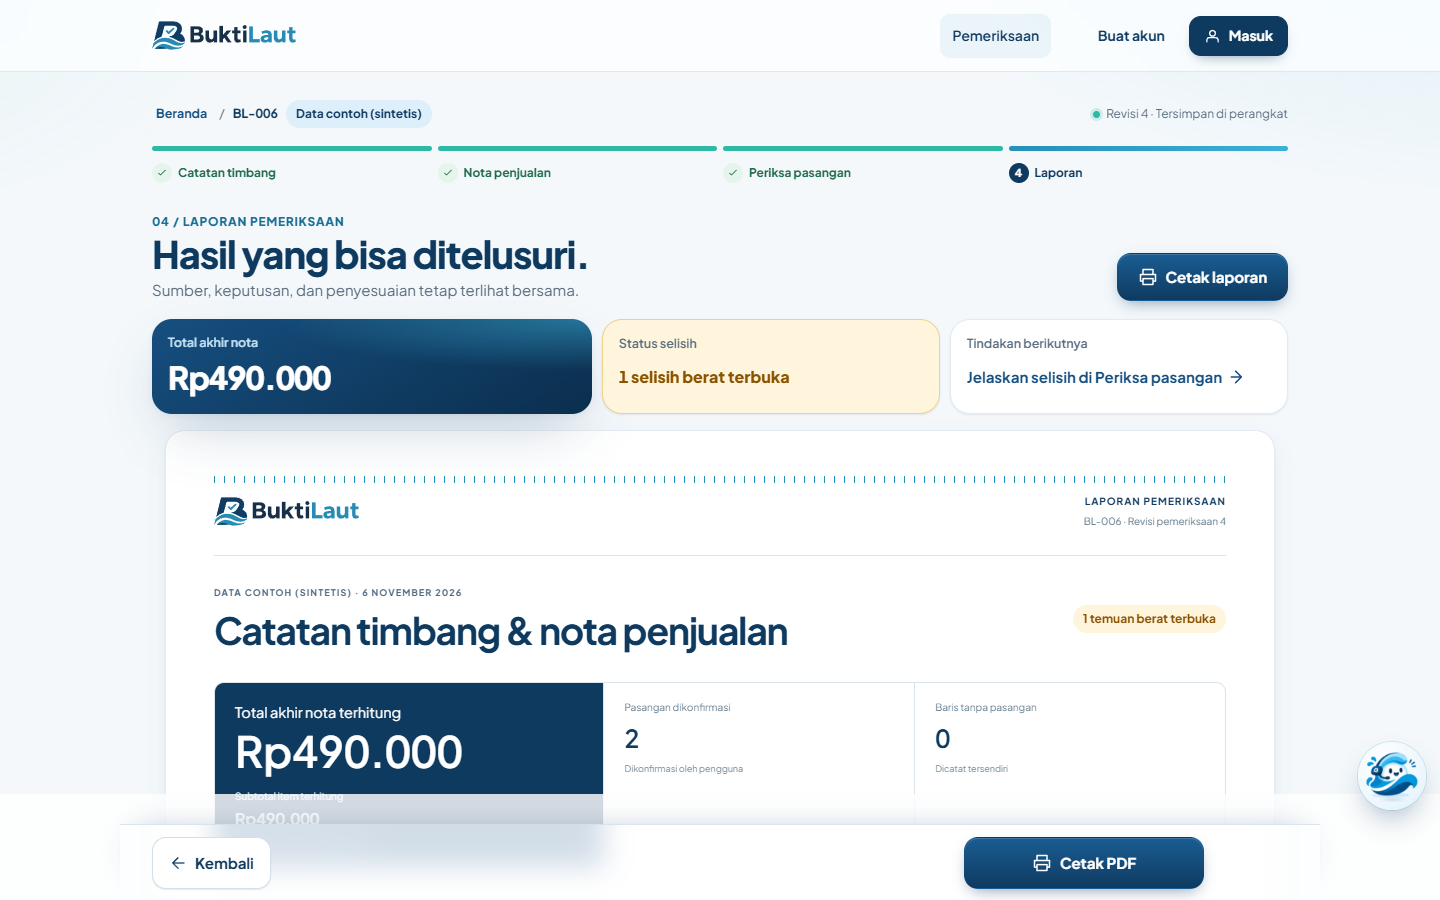 BuktiLaut
Pemeriksaan
Buat akun
Masuk
Beranda / BL-006 Data contoh (sintetis)
Revisi 4 · Tersimpan di perangkat
Catatan timbang
Nota penjualan
Periksa pasangan
4 Laporan
04 / LAPORAN PEMERIKSAAN
Hasil yang bisa ditelusuri.
Sumber, keputusan, dan penyesuaian tetap terlihat bersama.
Cetak laporan
Total akhir nota
Rp490.000
Status selisih
1 selisih berat terbuka
Tindakan berikutnya
Jelaskan selisih di Periksa pasangan
BuktiLaut
LAPORAN PEMERIKSAAN
BL-006 · Revisi pemeriksaan 4
DATA CONTOH (SINTETIS) · 6 NOVEMBER 2026
Catatan timbang & nota penjualan
1 temuan berat terbuka
Total akhir nota terhitung
Rp490.000
Subtotal item terhitung
Rp490.000
Pasangan dikonfirmasi
2
Dikonfirmasi oleh pengguna
Baris tanpa pasangan
0
Dicatat tersendiri
Kembali
Cetak PDF